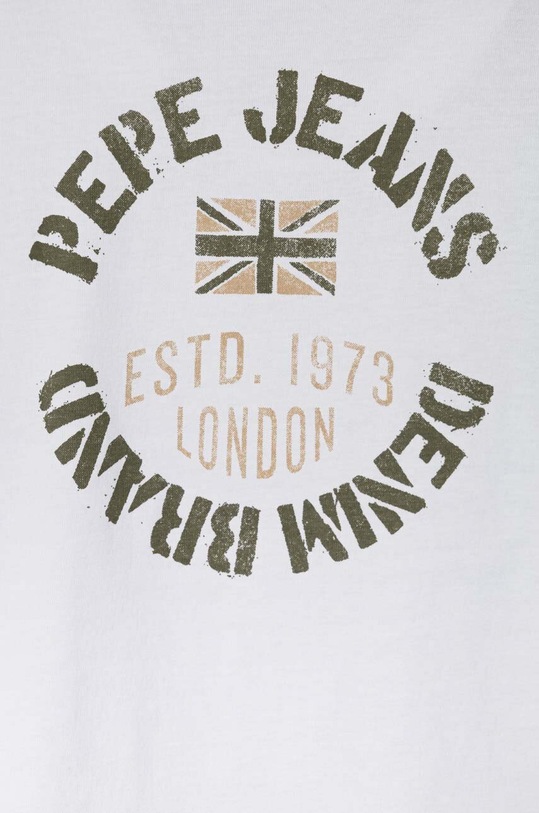 PEPE JEANS
ESTD. 1973
LONDON
DENIM BRAND